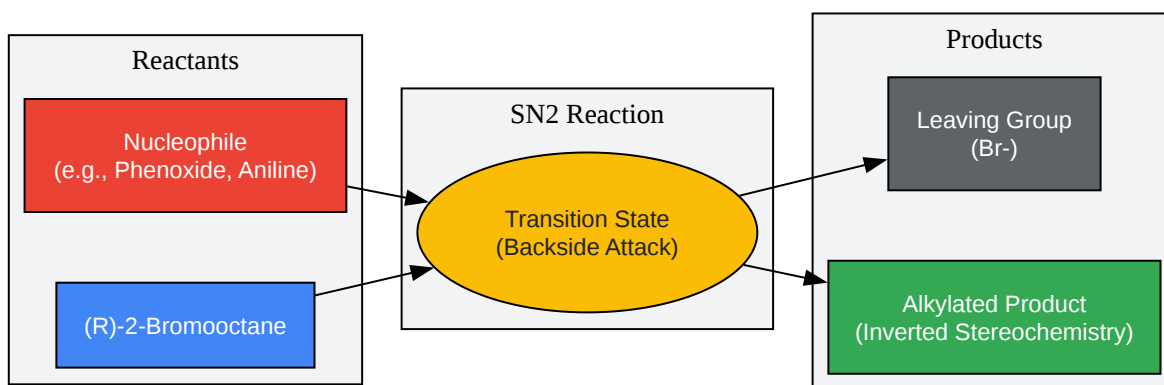 Reactants
Nucleophile
(e.g., Phenoxide, Aniline)
(R)-2-Bromooctane
SN2 Reaction
Transition State
(Backside Attack)
Products
Leaving Group
(Br-)
Alkylated Product
(Inverted Stereochemistry)